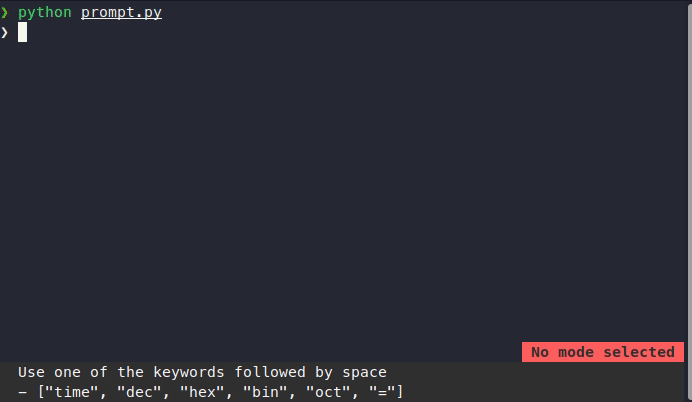 ❯ python prompt.py
❯
No mode selected
Use one of the keywords followed by space
– ["time", "dec", "hex", "bin", "oct", "="]